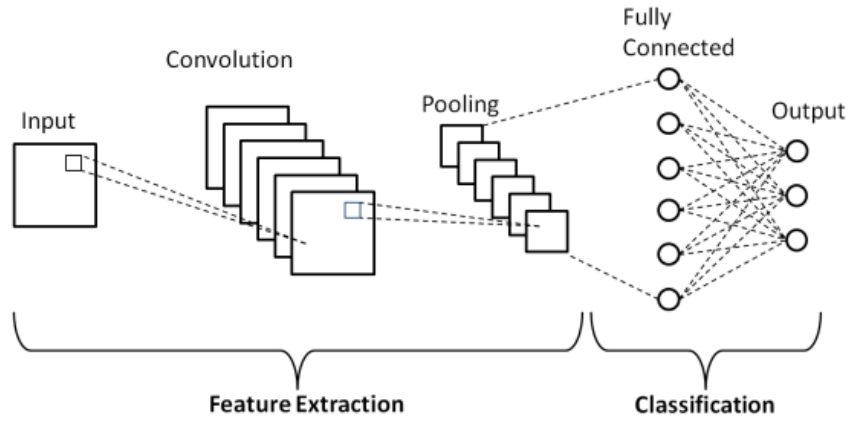 Input
Convolution
Pooling
Fully
Connected
Output
Feature Extraction
Classification